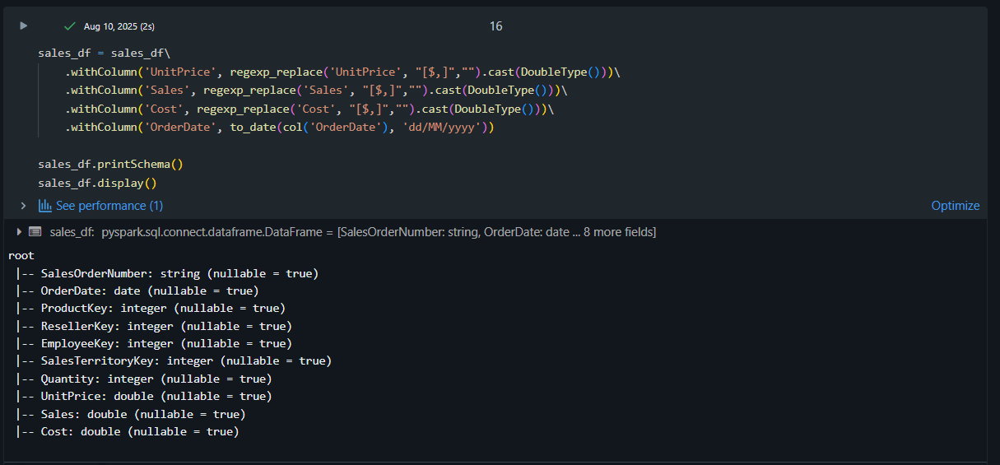 Aug 10, 2025 (2s)
16
sales_df = sales_df\
.withColumn('UnitPrice', regexp_replace('UnitPrice', "[$,]","").cast(DoubleType()))\
.withColumn('Sales', regexp_replace('Sales', "[$,]","").cast(DoubleType()))\
.withColumn('Cost', regexp_replace('Cost', "[$,]","").cast(DoubleType()))\
.withColumn('OrderDate', to_date(col('OrderDate'), 'dd/MM/yyyy'))
sales_df.printSchema()
sales_df.display()
See performance (1)
Optimize
sales_df: pyspark.sql.connect.dataframe.DataFrame = [SalesOrderNumber: string, OrderDate: date ... 8 more fields]
root
|-- SalesOrderNumber: string (nullable = true)
|-- OrderDate: date (nullable = true)
|-- ProductKey: integer (nullable = true)
|-- ResellerKey: integer (nullable = true)
|-- EmployeeKey: integer (nullable = true)
|-- SalesTerritoryKey: integer (nullable = true)
|-- Quantity: integer (nullable = true)
|-- UnitPrice: double (nullable = true)
|-- Sales: double (nullable = true)
|-- Cost: double (nullable = true)